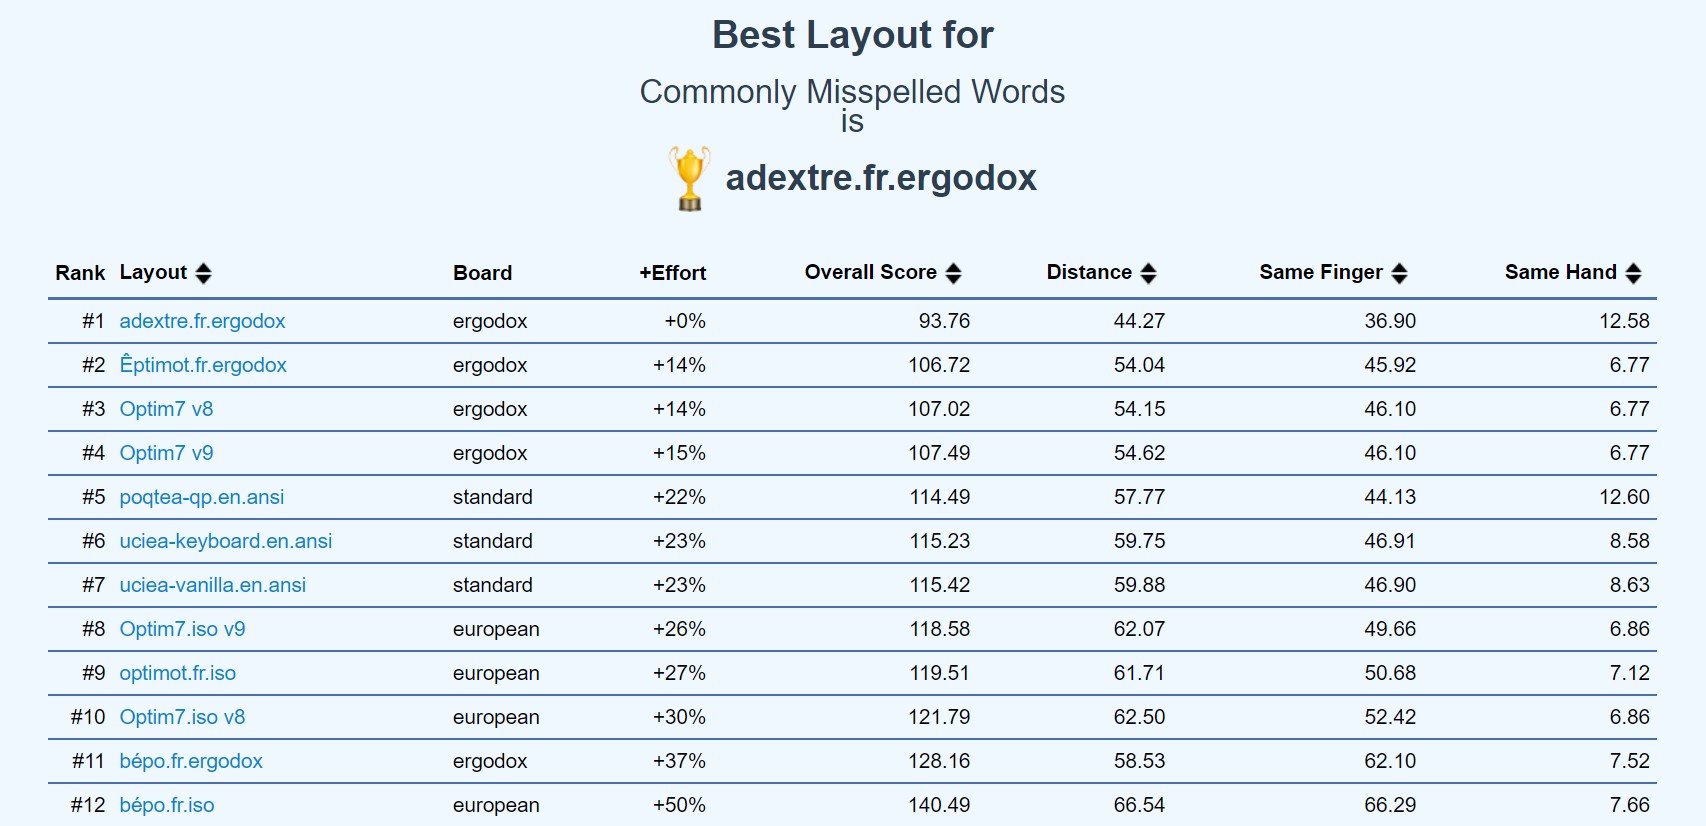 Best Layout for
Commonly Misspelled Words
is
adextre.fr.ergodox
Rank Layout Board +Effort Overall Score Distance Same Finger Same Hand
#1 adextre.fr.ergodox ergodox +0% 93.76 44.27 36.90 12.58
#2 Êptimot.fr.ergodox ergodox +14% 106.72 54.04 45.92 6.77
#3 Optim7 v8 ergodox +14% 107.02 54.15 46.10 6.77
#4 Optim7 v9 ergodox +15% 107.49 54.62 46.10 6.77
#5 poqtea-qp.en.ansi standard +22% 114.49 57.77 44.13 12.60
#6 uciea-keyboard.en.ansi standard +23% 115.23 59.75 46.91 8.58
#7 uciea-vanilla.en.ansi standard +23% 115.42 59.88 46.90 8.63
#8 Optim7.iso v9 european +26% 118.58 62.07 49.66 6.86
#9 optimot.fr.iso european +27% 119.51 61.71 50.68 7.12
#10 Optim7.iso v8 european +30% 121.79 62.50 52.42 6.86
#11 bépo.fr.ergodox ergodox +37% 128.16 58.53 62.10 7.52
#12 bépo.fr.iso european +50% 140.49 66.54 66.29 7.66